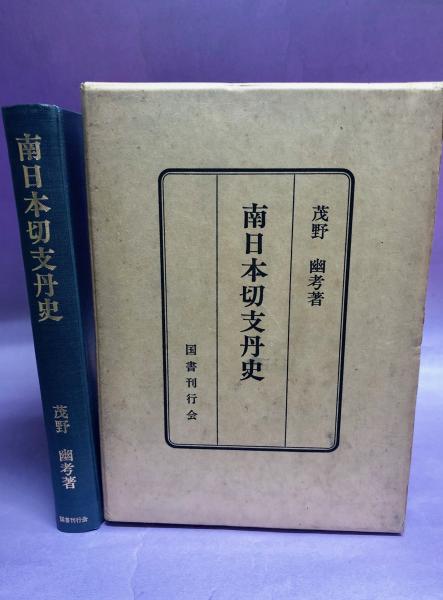 南日本切支丹史
茂野 幽考著
国書刊行会
茂野 幽考著
南日本切支丹史
国書刊行会